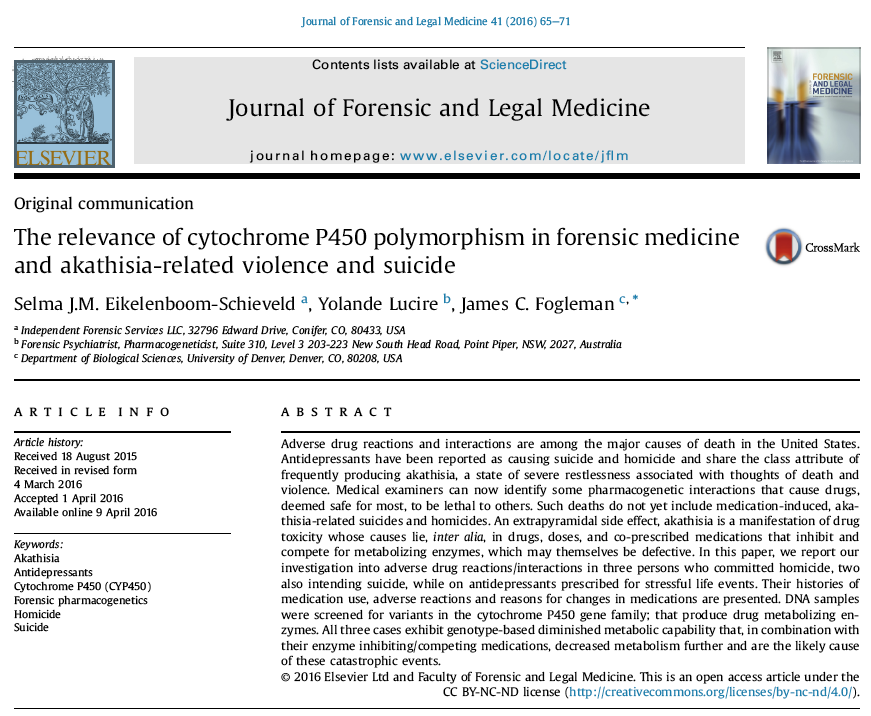 Journal of Forensic and Legal Medicine 41 (2016) 65–71
Contents lists available at ScienceDirect
Journal of Forensic and Legal Medicine
journal homepage: www.elsevier.com/locate/jflm
ELSEVIER
FORENSIC
AND LEGAL
MEDICINE
Original communication
The relevance of cytochrome P450 polymorphism in forensic medicine
and akathisia-related violence and suicide
CrossMark
Selma J.M. Eikelenboom-Schieveld a, Yolande Lucire b, James C. Fogleman c, *
a Independent Forensic Services LLC, 32796 Edward Drive, Conifer, CO, 80433, USA
b Forensic Psychiatrist, Pharmacogeneticist, Suite 310, Level 3 203-223 New South Head Road, Point Piper, NSW, 2027, Australia
c Department of Biological Sciences, University of Denver, Denver, CO, 80208, USA
ARTICLE INFO
Article history:
Received 18 August 2015
Received in revised form
4 March 2016
Accepted 1 April 2016
Available online 9 April 2016
Keywords:
Akathisia
Antidepressants
Cytochrome P450 (CYP450)
Forensic pharmacogenetics
Homicide
Suicide
ABSTRACT
Adverse drug reactions and interactions are among the major causes of death in the United States.
Antidepressants have been reported as causing suicide and homicide and share the class attribute of
frequently producing akathisia, a state of severe restlessness associated with thoughts of death and
violence. Medical examiners can now identify some pharmacogenetic interactions that cause drugs,
deemed safe for most, to be lethal to others. Such deaths do not yet include medication-induced, aka-
thisia-related suicides and homicides. An extrapyramidal side effect, akathisia is a manifestation of drug
toxicity whose causes lie, inter alia, in drugs, doses, and co-prescribed medications that inhibit and
compete for metabolizing enzymes, which may themselves be defective. In this paper, we report our
investigation into adverse drug reactions/interactions in three persons who committed homicide, two
also intending suicide, while on antidepressants prescribed for stressful life events. Their histories of
medication use, adverse reactions and reasons for changes in medications are presented. DNA samples
were screened for variants in the cytochrome P450 gene family; that produce drug metabolizing en-
zymes. All three cases exhibit genotype-based diminished metabolic capability that, in combination with
their enzyme inhibiting/competing medications, decreased metabolism further and are the likely cause
of these catastrophic events.
© 2016 Elsevier Ltd and Faculty of Forensic and Legal Medicine. This is an open access article under the
CC BY-NC-ND license (http://creativecommons.org/licenses/by-nc-nd/4.0/).